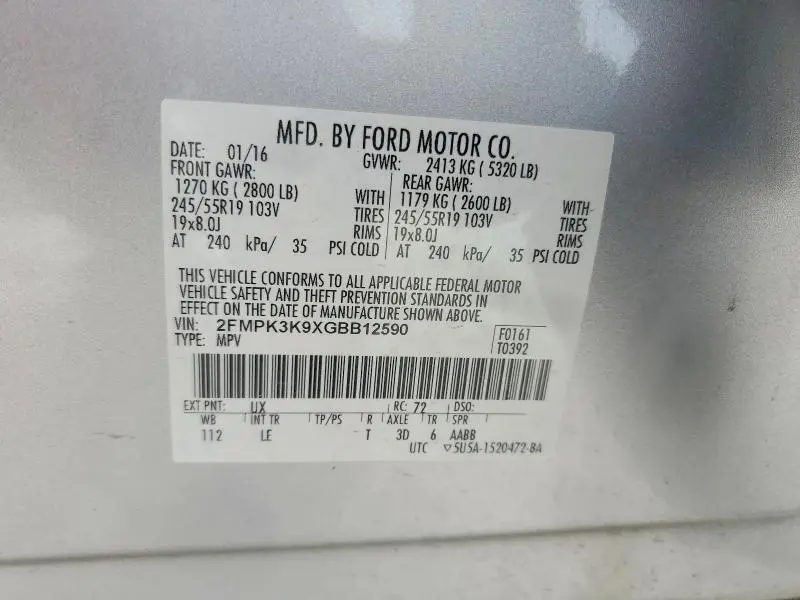 MFD. BY FORD MOTOR CO.
DATE: 01/16 GVWR: 2413 KG ( 5320 LB)
FRONT GAWR: REAR GAWR:
1270 KG ( 2800 LB) WITH 1179 KG ( 2600 LB) WITH
245/55R19 103V TIRES 245/55R19 103V TIRES
19x8.0J RIMS 19x8.0J RIMS
AT 240 kPa/ 35 PSI COLD AT 240 kPa/ 35 PSI COLD
THIS VEHICLE CONFORMS TO ALL APPLICABLE FEDERAL MOTOR
VEHICLE SAFETY AND THEFT PREVENTION STANDARDS IN
EFFECT ON THE DATE OF MANUFACTURE SHOWN ABOVE.
VIN: 2FMPK3K9XGBB12590 F0161
TYPE: MPV T0392
EXT PNT: UX RC: 72 DSO:
WB INT TR TP/PS R AXLE TR SPR
112 LE T 3D 6 AABB
UTC ▽5U5A-1520472-BA